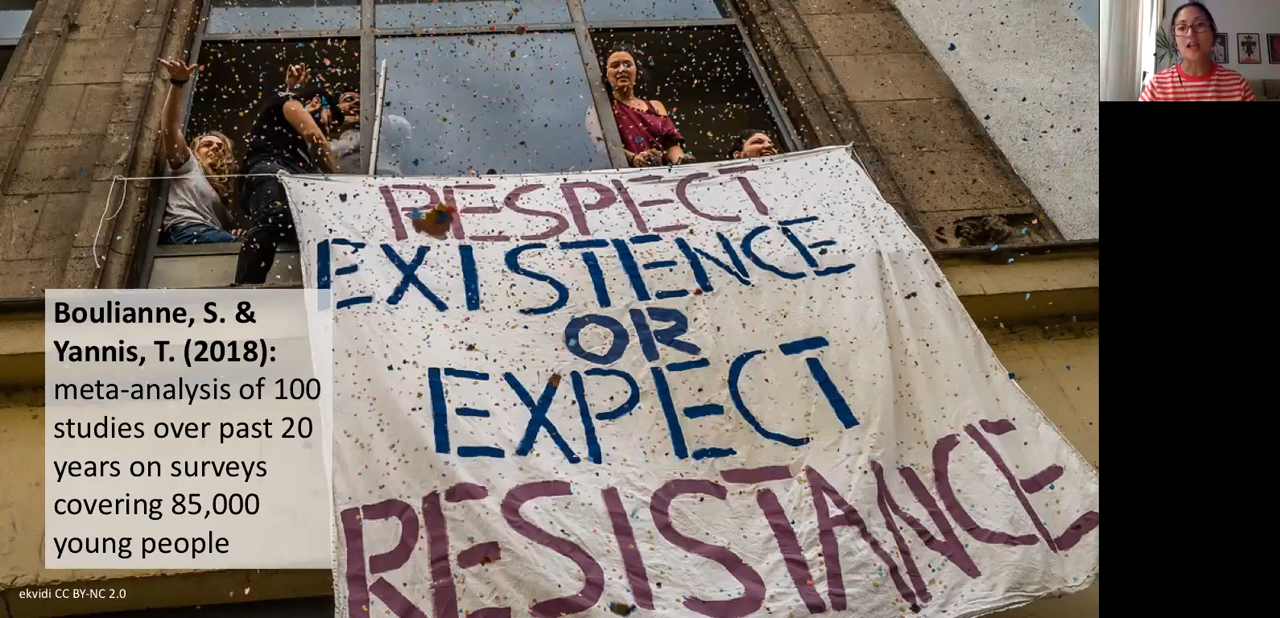 RESPECT
EXISTENCE
OR
EXPECT
RESISTANCE
Boulianne, S. &
Yannis, T. (2018):
meta-analysis of 100
studies over past 20
years on surveys
covering 85,000
young people
ekvidi CC BY-NC 2.0